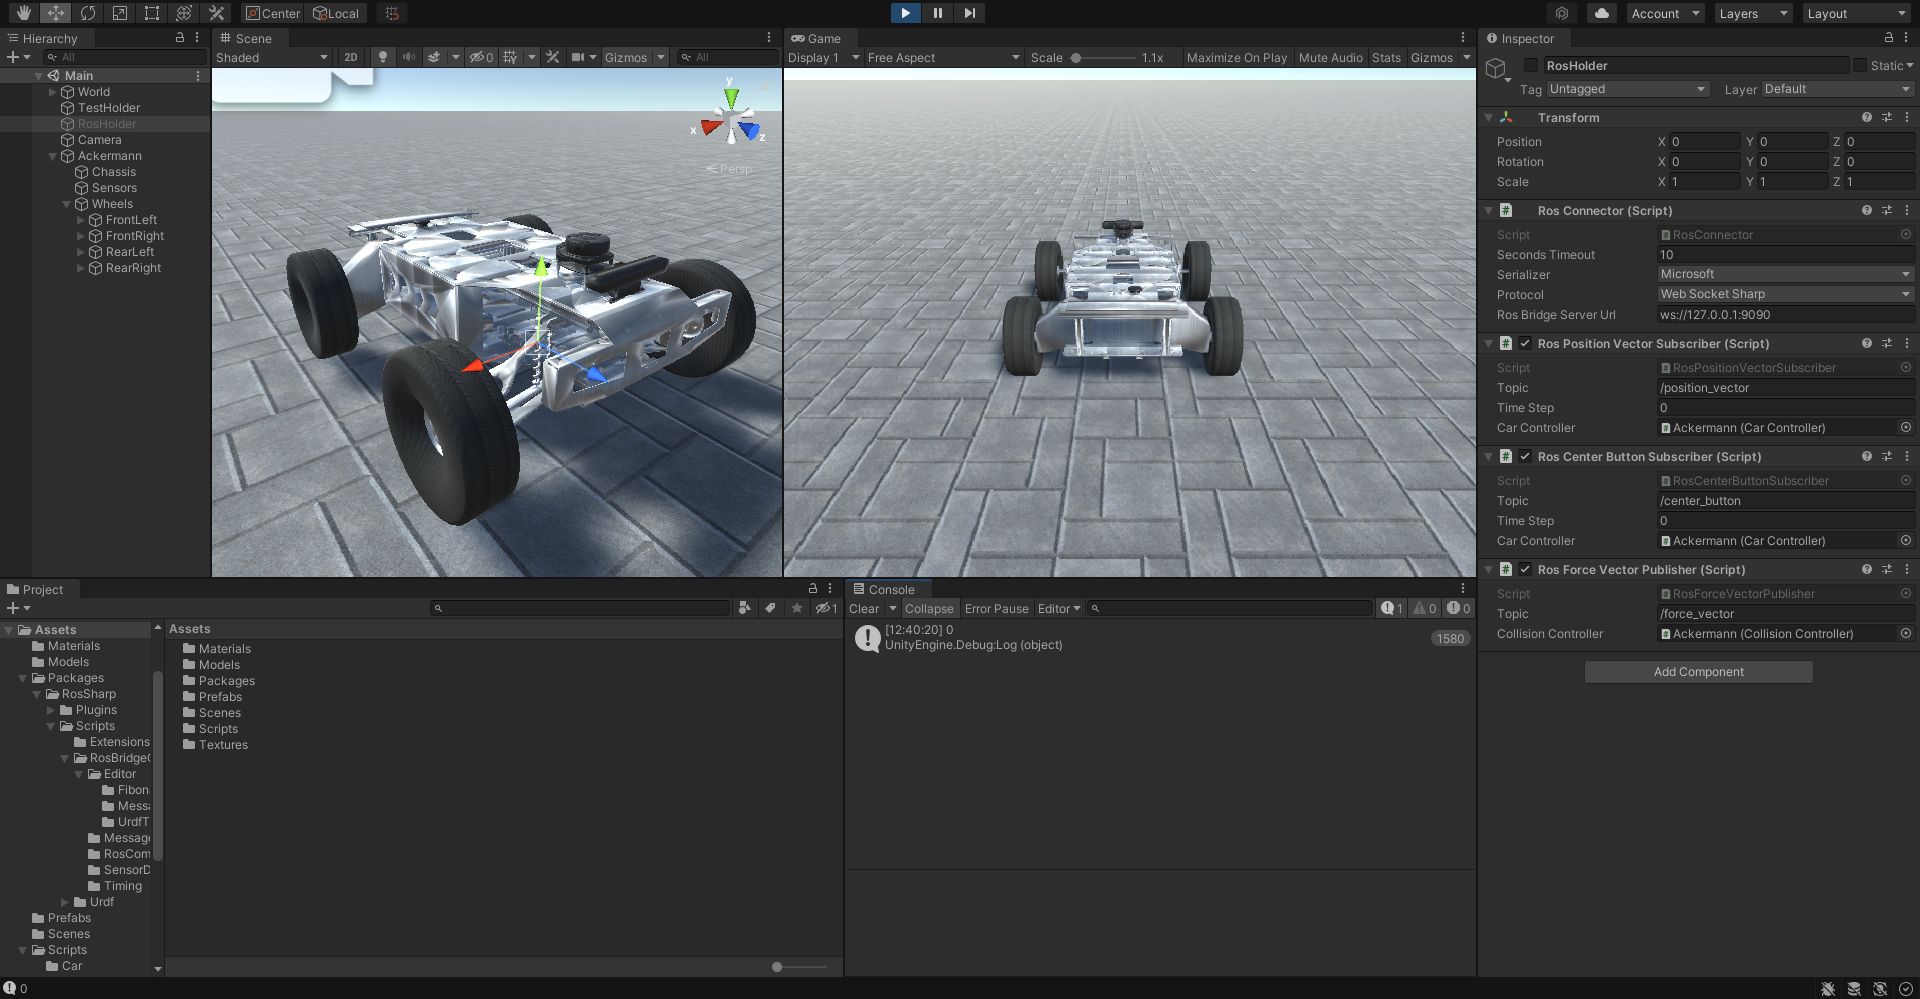 Center Local
Account Layers Layout
Hierarchy
All
Main
World
TestHolder
RosHolder
Camera
Ackermann
Chassis
Sensors
Wheels
FrontLeft
FrontRight
RearLeft
RearRight
Scene
Shaded 2D 0 Gizmos All
y
x
z
Persp
Game
Display 1 Free Aspect Scale 1.1x Maximize On Play Mute Audio Stats Gizmos
Inspector
RosHolder Static
Tag Untagged Layer Default
Transform
Position X 0 Y 0 Z 0
Rotation X 0 Y 0 Z 0
Scale X 1 Y 1 Z 1
Ros Connector (Script)
Script RosConnector
Seconds Timeout 10
Serializer Microsoft
Protocol Web Socket Sharp
Ros Bridge Server Url ws://127.0.0.1:9090
Ros Position Vector Subscriber (Script)
Script RosPositionVectorSubscriber
Topic /position_vector
Time Step 0
Car Controller Ackermann (Car Controller)
Ros Center Button Subscriber (Script)
Script RosCenterButtonSubscriber
Topic /center_button
Time Step 0
Car Controller Ackermann (Car Controller)
Ros Force Vector Publisher (Script)
Script RosForceVectorPublisher
Topic /force_vector
Collision Controller Ackermann (Collision Controller)
Add Component
Project
1
Assets
Materials
Models
Packages
RosSharp
Plugins
Scripts
Extensions
RosBridge
Editor
Fibon
Messa
UrdfT
Message
RosCom
SensorD
Timing
Urdf
Prefabs
Scenes
Scripts
Car
Assets
Materials
Models
Packages
Prefabs
Scenes
Scripts
Textures
Console
Clear Collapse Error Pause Editor 1 0 0
[12:40:20] 0
UnityEngine.Debug:Log (object)
1580
0